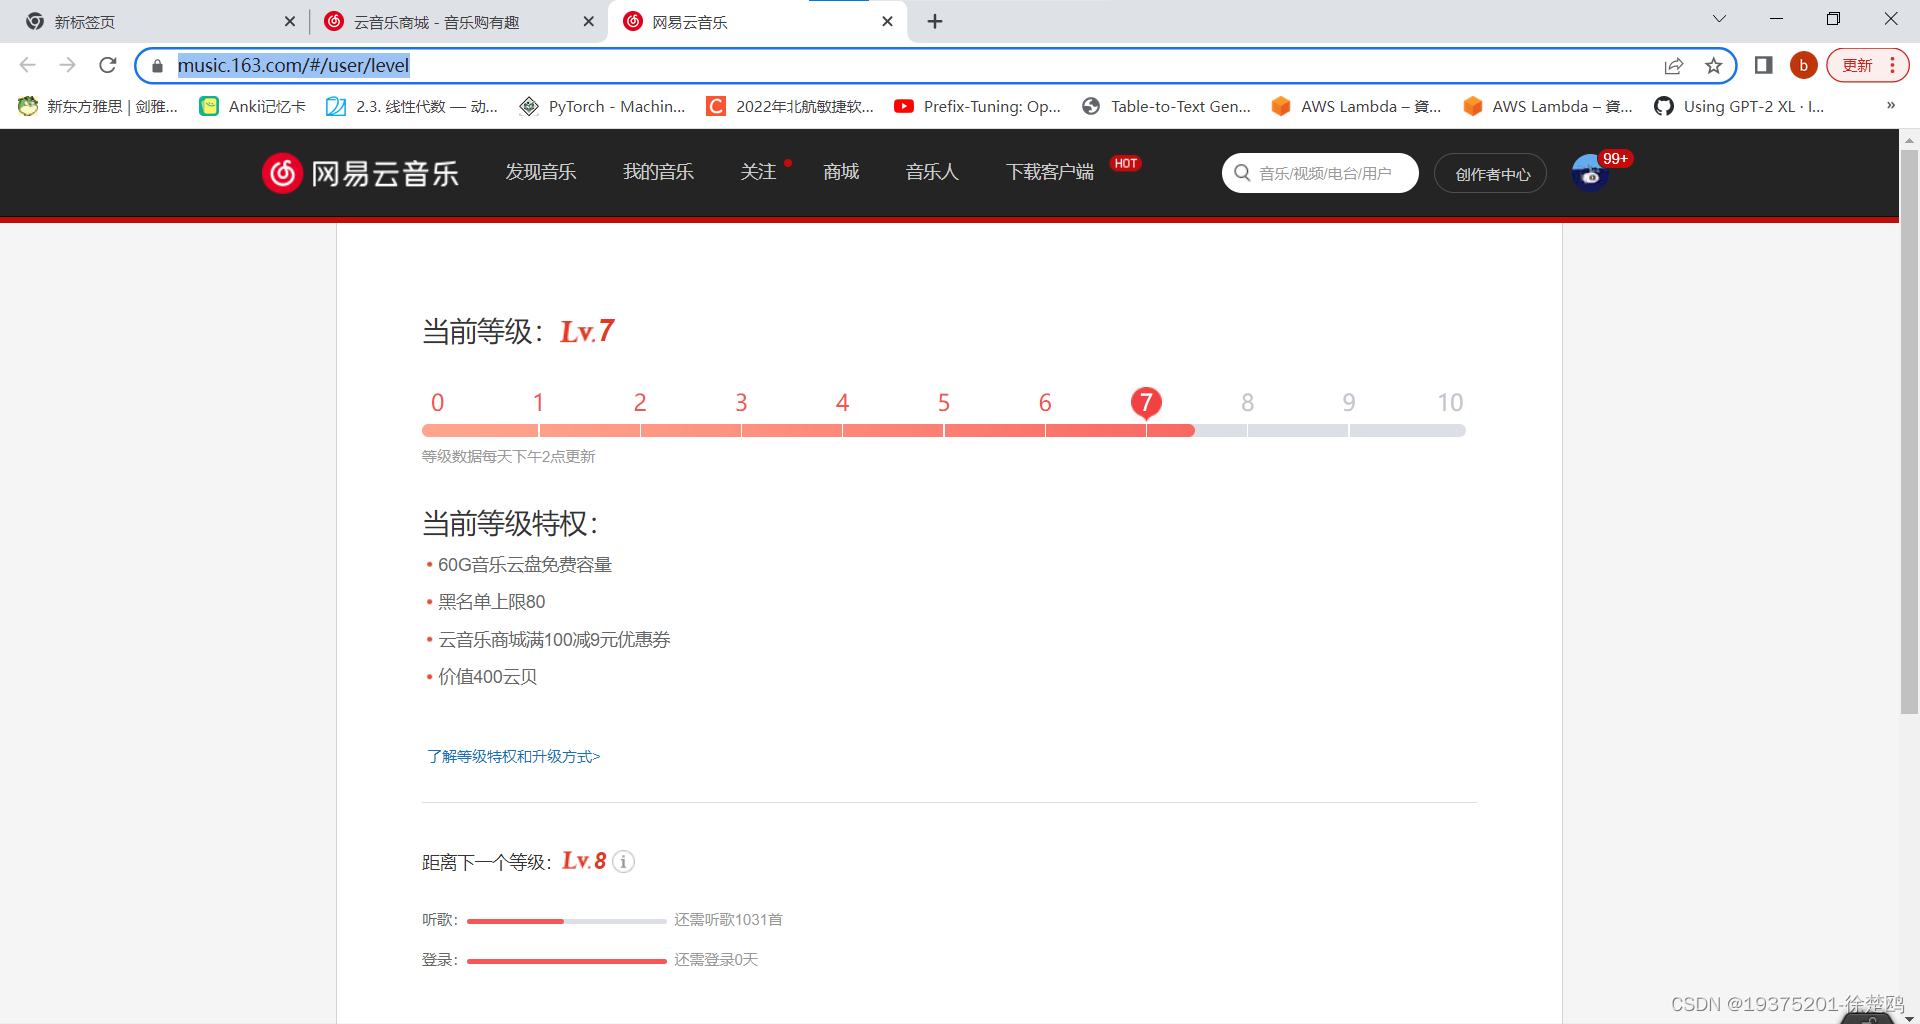 新标签页
云音乐商城 - 音乐购有趣
网易云音乐
music.163.com/#/user/level
b
更新
新东方雅思 | 剑雅...
Anki记忆卡
2.3. 线性代数 — 动...
PyTorch - Machin...
2022年北航敏捷软...
Prefix-Tuning: Op...
Table-to-Text Gen...
AWS Lambda – 資...
AWS Lambda – 資...
Using GPT-2 XL · I...
»
网易云音乐
发现音乐
我的音乐
关注
商城
音乐人
下载客户端
HOT
音乐/视频/电台/用户
创作者中心
99+
当前等级：Lv.7
0 1 2 3 4 5 6 7 8 9 10
等级数据每天下午2点更新
当前等级特权：
60G音乐云盘免费容量
黑名单上限80
云音乐商城满100减9元优惠券
价值400云贝
了解等级特权和升级方式>
距离下一个等级：Lv.8
听歌： 还需听歌1031首
登录： 还需登录0天
CSDN @19375201-徐楚鸥